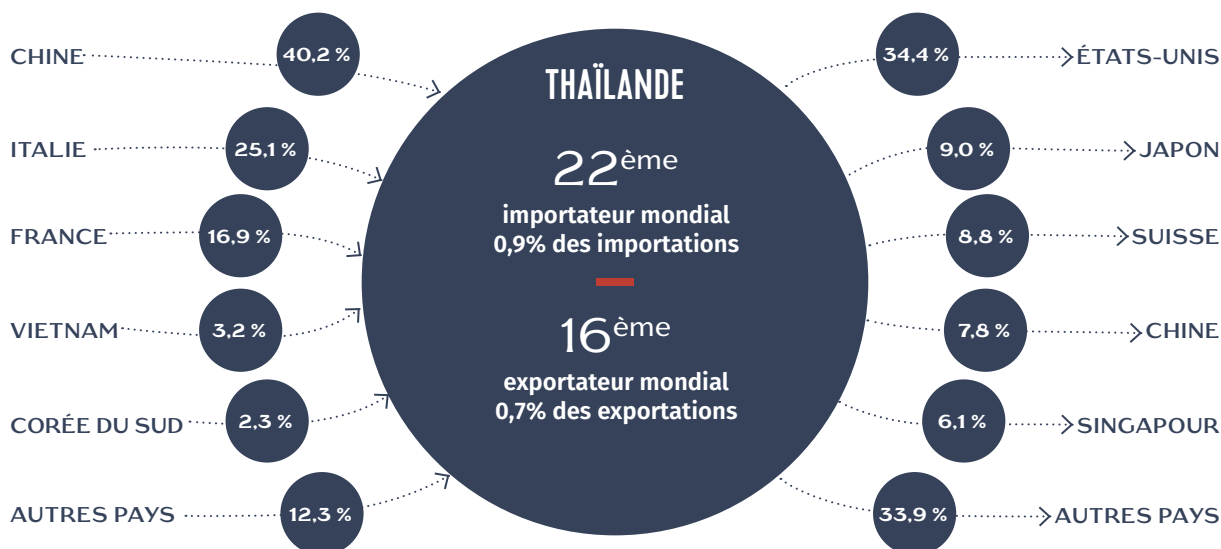 CHINE
40,2 %
ITALIE
25,1 %
FRANCE
16,9 %
VIETNAM
3,2 %
CORÉE DU SUD
2,3 %
AUTRES PAYS
12,3 %
THAÏLANDE
22ème
importateur mondial
0,9% des importations
16ème
exportateur mondial
0,7% des exportations
34,4 %
ÉTATS-UNIS
9,0 %
JAPON
8,8 %
SUISSE
7,8 %
CHINE
6,1 %
SINGAPOUR
33,9 %
AUTRES PAYS